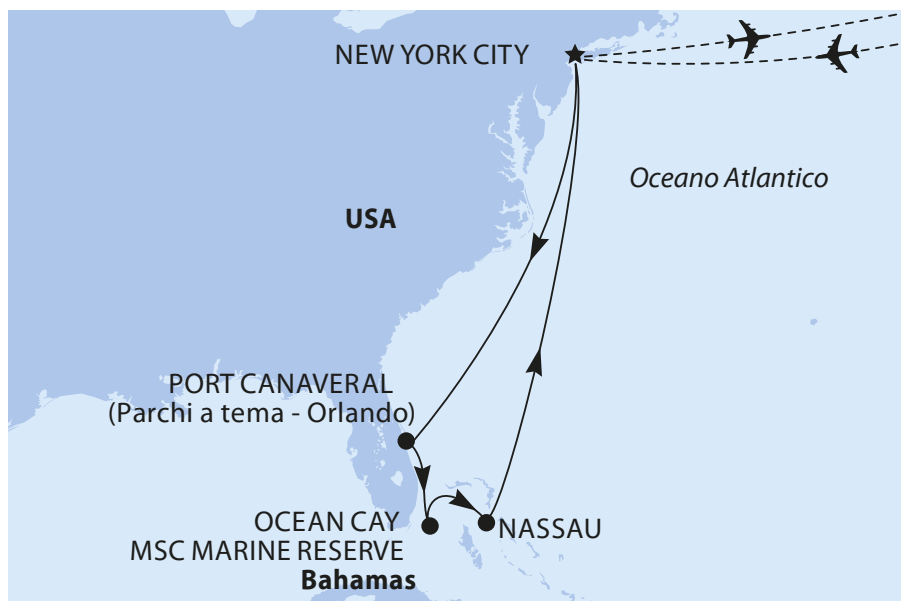 NEW YORK CITY
Oceano Atlantico
USA
PORT CANAVERAL
(Parchi a tema - Orlando)
OCEAN CAY
MSC MARINE RESERVE
NASSAU
Bahamas